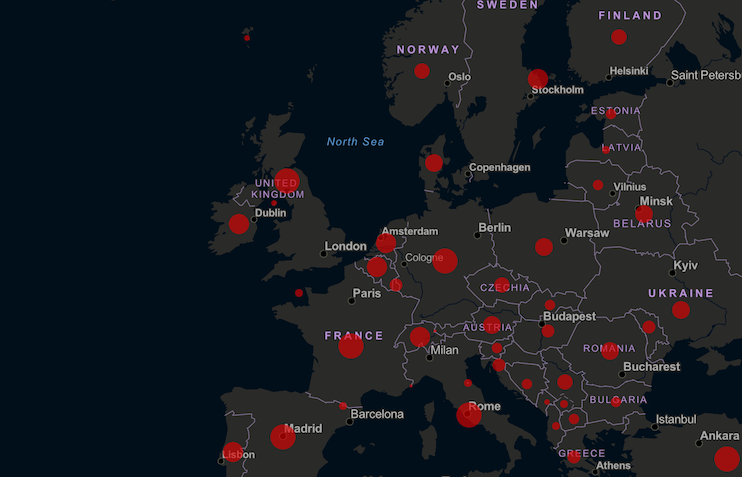 SWEDEN
FINLAND
NORWAY
Oslo
Helsinki
Saint Petersb
Stockholm
ESTONIA
North Sea
LATVIA
Copenhagen
UNITED
KINGDOM
Vilnius
Minsk
Dublin
BELARUS
Amsterdam
Berlin
Warsaw
London
Cologne
Kyiv
CZECHIA
Paris
UKRAINE
Budapest
AUSTRIA
FRANCE
Milan
ROMANIA
Bucharest
BULGARIA
Rome
Barcelona
Istanbul
Madrid
Ankara
Lisbon
GREECE
Athens